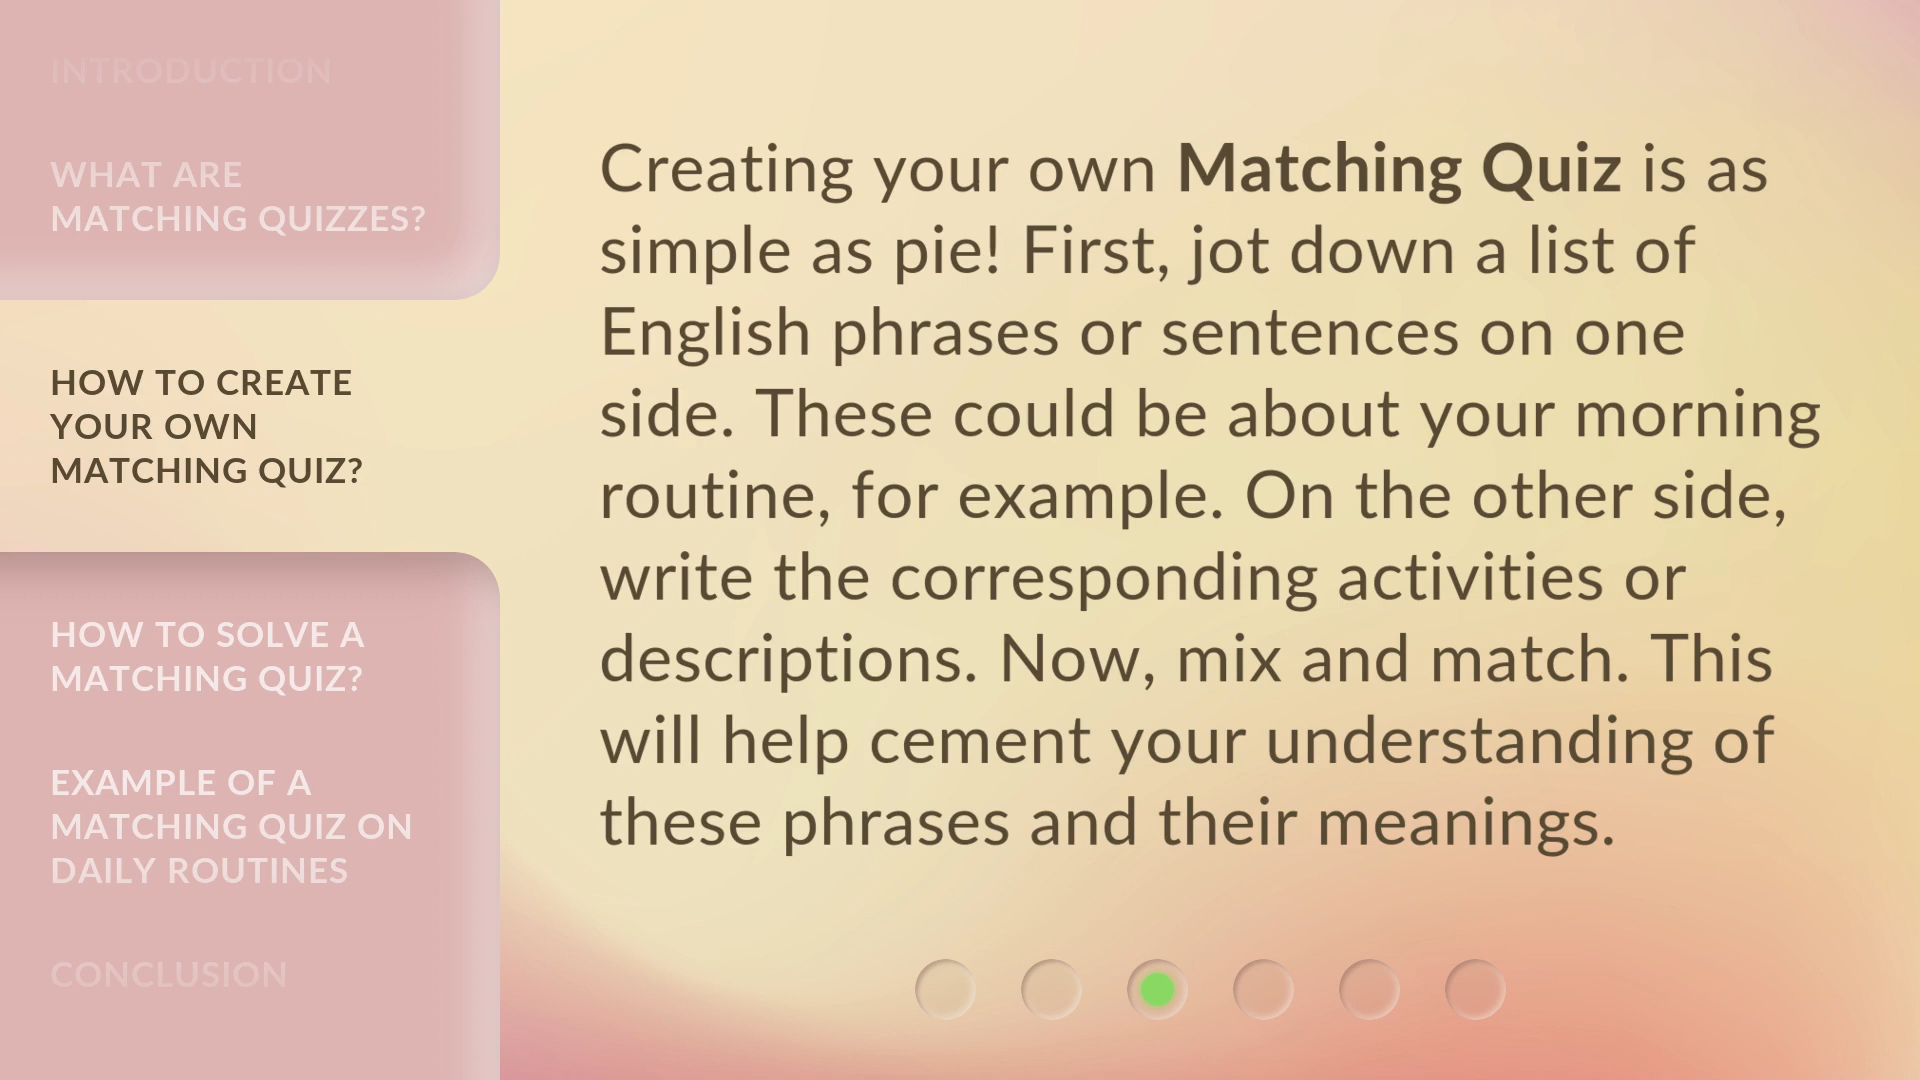 INTRODUCTION
WHAT ARE
MATCHING QUIZZES?
HOW TO CREATE
YOUR OWN
MATCHING QUIZ?
HOW TO SOLVE A
MATCHING QUIZ?
EXAMPLE OF A
MATCHING QUIZ ON
DAILY ROUTINES
CONCLUSION
Creating your own Matching Quiz is as
simple as pie! First, jot down a list of
English phrases or sentences on one
side. These could be about your morning
routine, for example. On the other side,
write the corresponding activities or
descriptions. Now, mix and match. This
will help cement your understanding of
these phrases and their meanings.